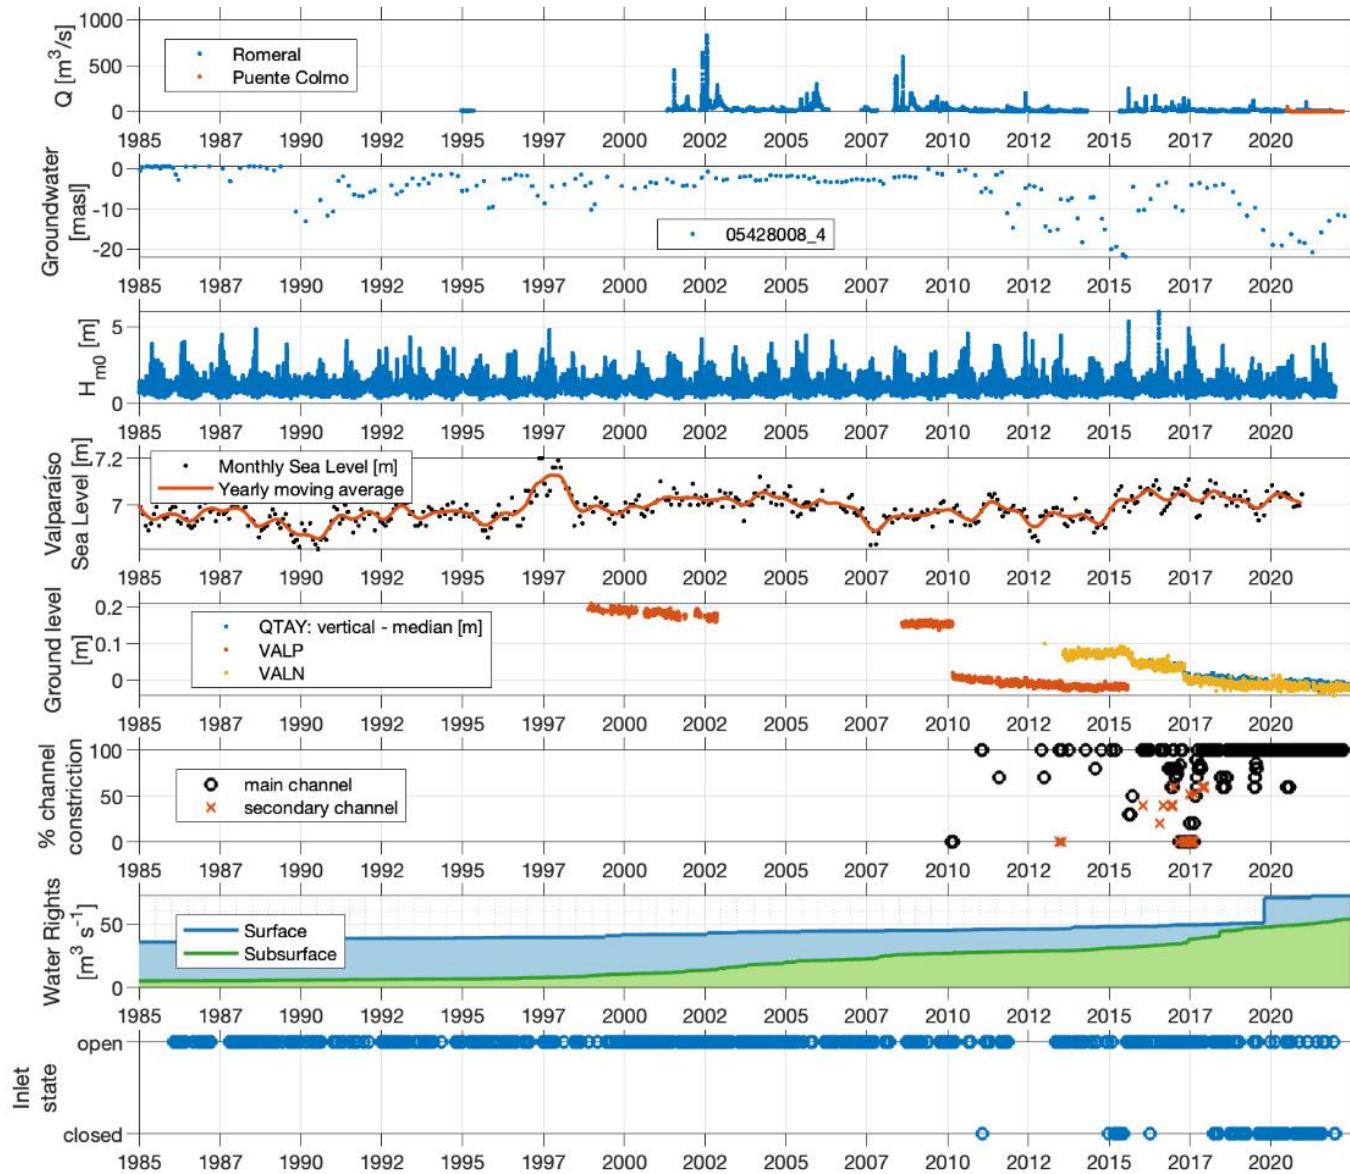 Q [m³/s]
1000
500
0
Romeral
Puente Colmo
1985 1987 1990 1992 1995 1997 2000 2002 2005 2007 2010 2012 2015 2017 2020
Groundwater
[masl]
0
-10
-20
05428008_4
1985 1987 1990 1992 1995 1997 2000 2002 2005 2007 2010 2012 2015 2017 2020
Hm0 [m]
5
0
1985 1987 1990 1992 1995 1997 2000 2002 2005 2007 2010 2012 2015 2017 2020
Valparaíso
Sea Level [m]
7.2
7
Monthly Sea Level [m]
Yearly moving average
1985 1987 1990 1992 1995 1997 2000 2002 2005 2007 2010 2012 2015 2017 2020
Ground level
[m]
0.2
0.1
0
QTAY: vertical - median [m]
VALP
VALN
1985 1987 1990 1992 1995 1997 2000 2002 2005 2007 2010 2012 2015 2017 2020
% channel
constriction
100
50
0
main channel
secondary channel
1985 1987 1990 1992 1995 1997 2000 2002 2005 2007 2010 2012 2015 2017 2020
Water Rights
[m³ s⁻¹]
50
0
Surface
Subsurface
1985 1987 1990 1992 1995 1997 2000 2002 2005 2007 2010 2012 2015 2017 2020
Inlet
state
open
closed
1985 1987 1990 1992 1995 1997 2000 2002 2005 2007 2010 2012 2015 2017 2020